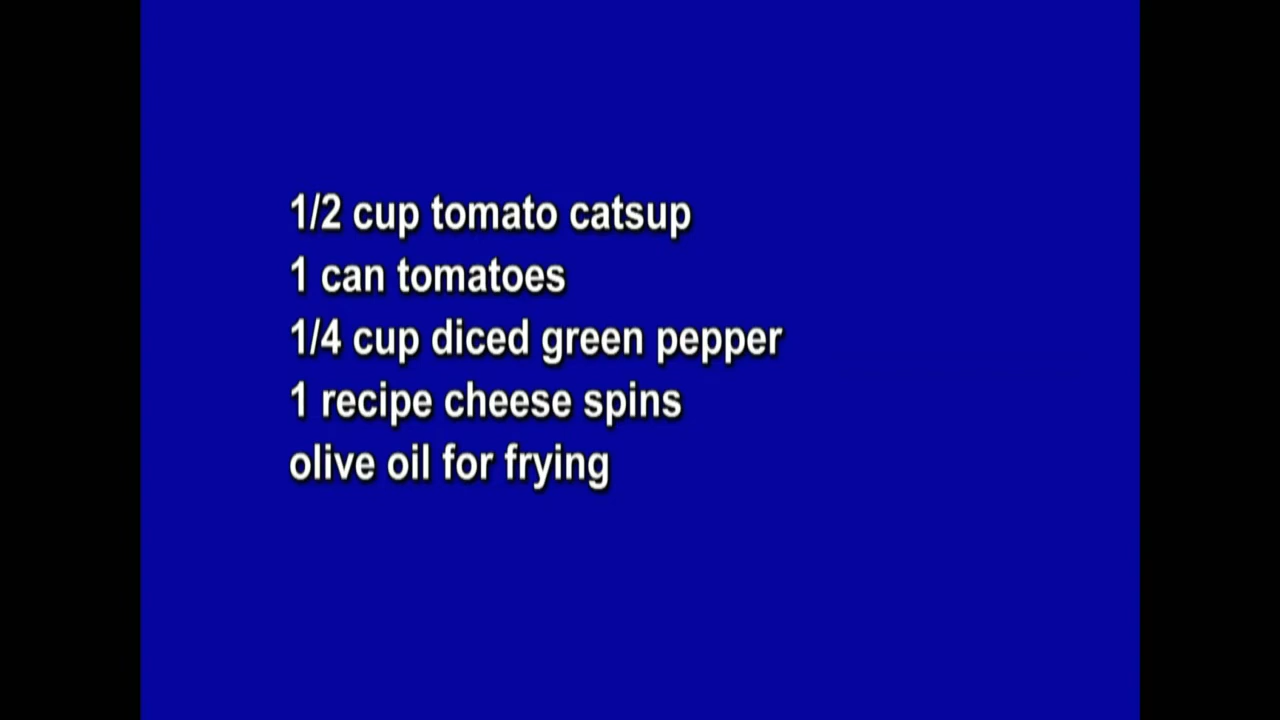 1/2 cup tomato catsup
1 can tomatoes
1/4 cup diced green pepper
1 recipe cheese spins
olive oil for frying